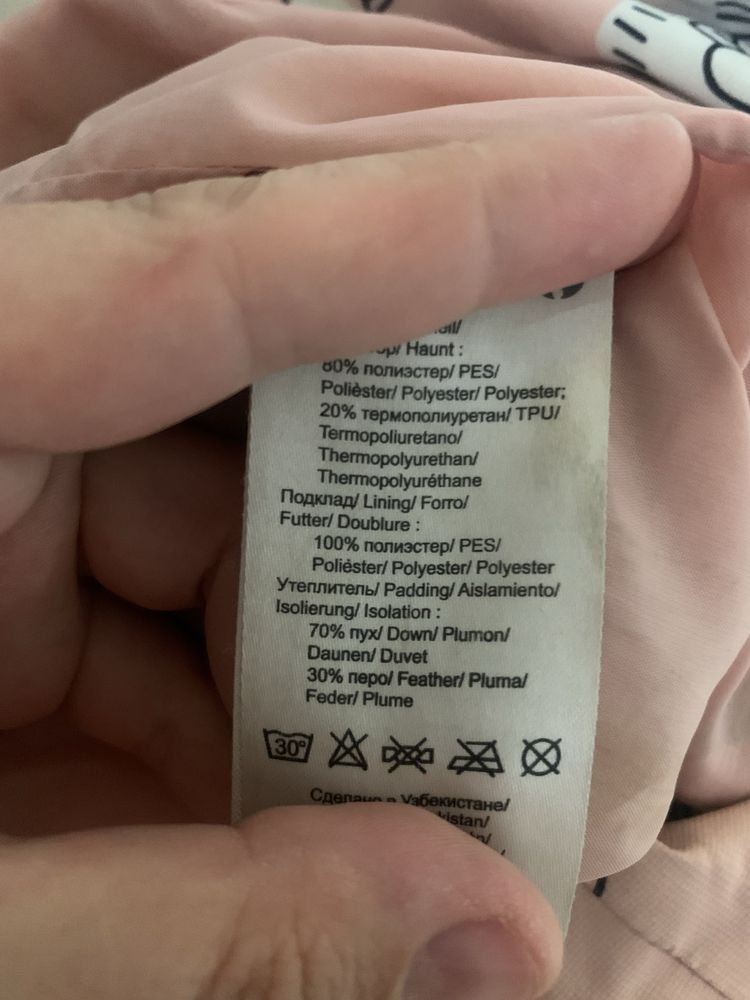 Haunt :
80% полиэстер/ PES/
Polièster/ Polyester/ Polyester;
20% термополиуретан/ TPU/
Termopoliuretano/
Thermopolyurethan/
Thermopolyuréthane
Подклад/ Lining/ Forro/
Futter/ Doublure :
100% полиэстер/ PES/
Polièster/ Polyester/ Polyester
Утеплитель/ Padding/ Aislamiento/
Isolierung/ Isolation :
70% пух/ Down/ Plumon/
Daunen/ Duvet
30% перо/ Feather/ Pluma/
Feder/ Plume
30°
Сделано в Узбекистане/